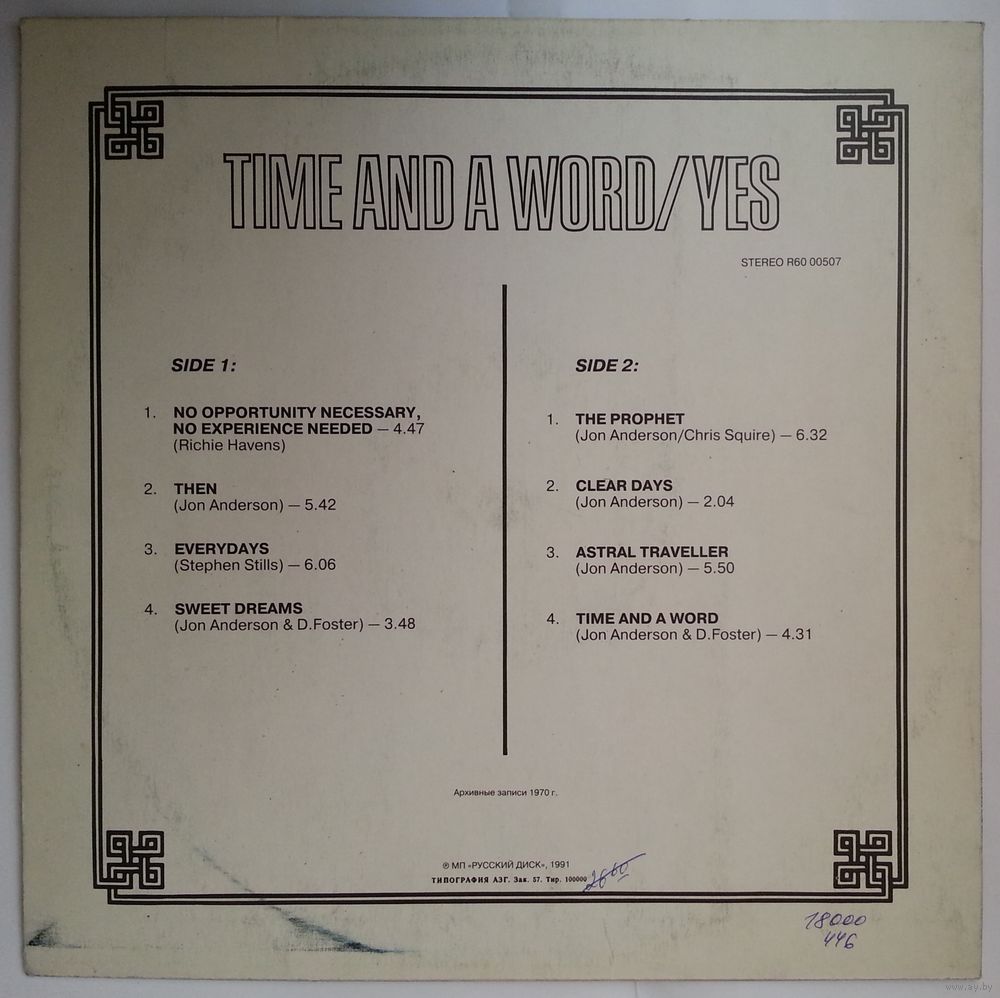 TIME AND A WORD/YES
STEREO R60 00507
SIDE 1:
1. NO OPPORTUNITY NECESSARY,
NO EXPERIENCE NEEDED — 4.47
(Richie Havens)
2. THEN
(Jon Anderson) — 5.42
3. EVERYDAYS
(Stephen Stills) — 6.06
4. SWEET DREAMS
(Jon Anderson & D.Foster) — 3.48
SIDE 2:
1. THE PROPHET
(Jon Anderson/Chris Squire) — 6.32
2. CLEAR DAYS
(Jon Anderson) — 2.04
3. ASTRAL TRAVELLER
(Jon Anderson) — 5.50
4. TIME AND A WORD
(Jon Anderson & D.Foster) — 4.31
Архивные записи 1970 г.
℗ МП «РУССКИЙ ДИСК», 1991
ТИПОГРАФИЯ АЗГ. Зак. 57. Тир. 100000
18000
446
www.ay.by